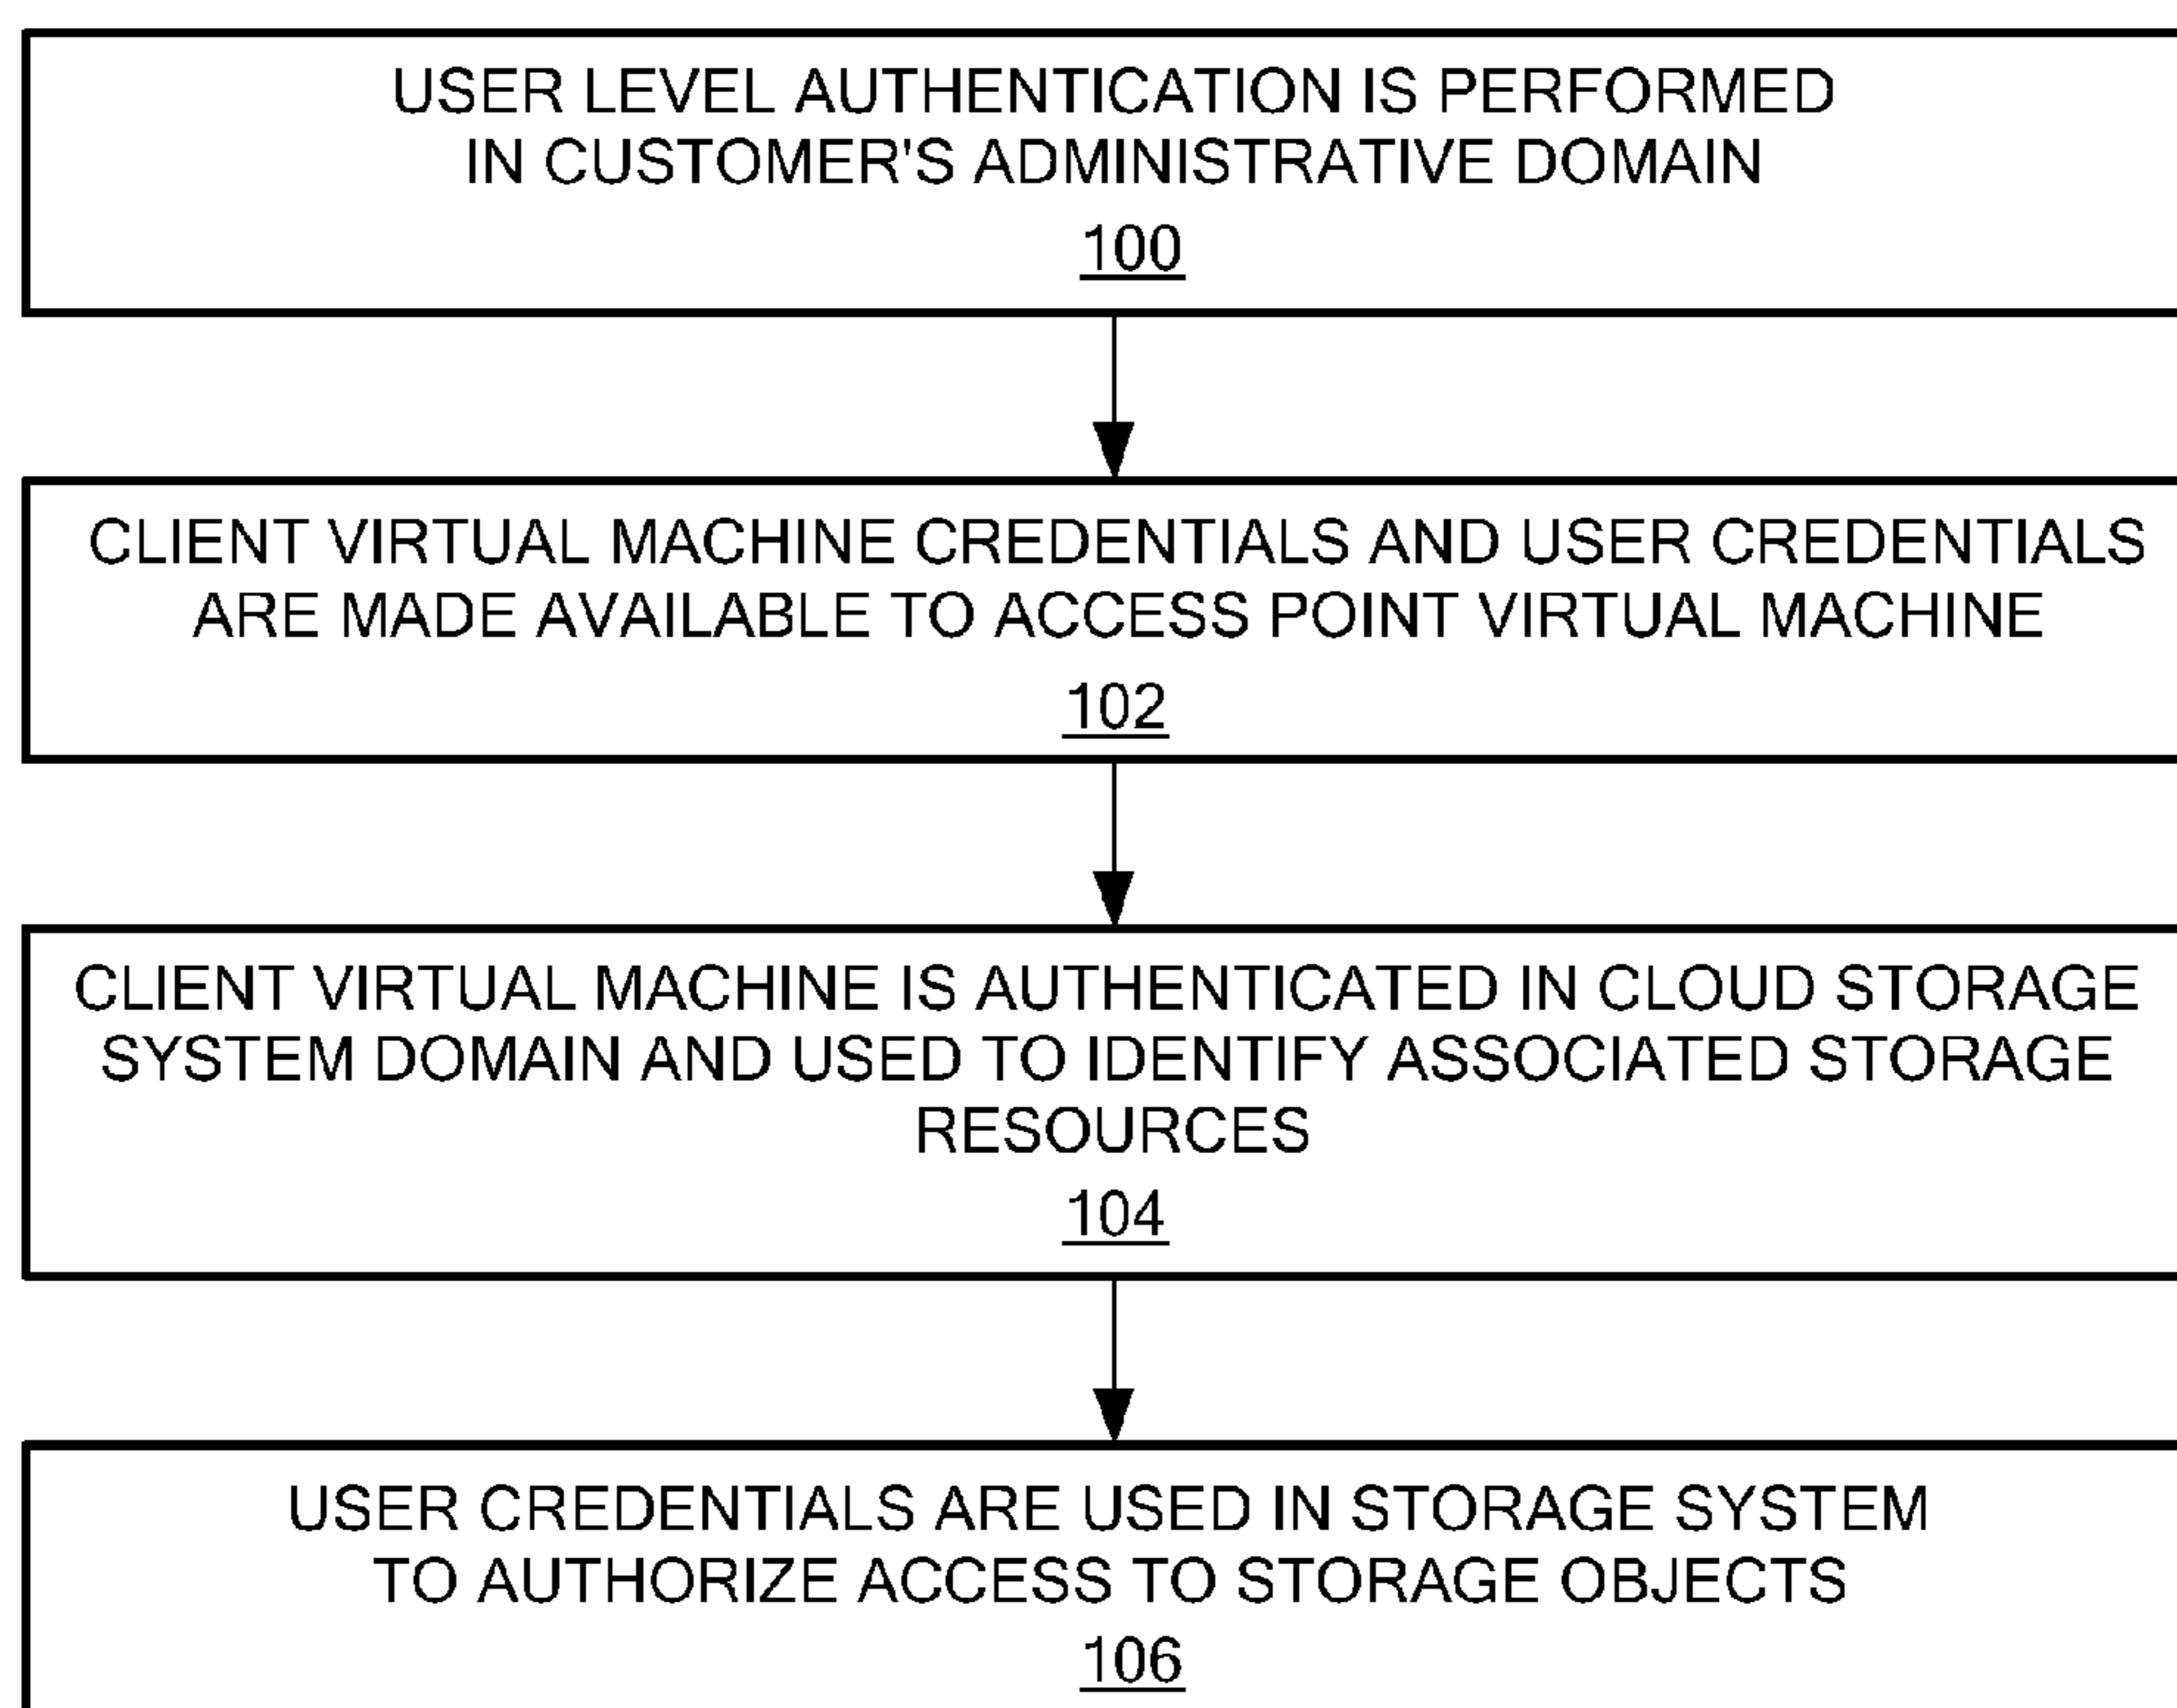 USER LEVEL AUTHENTICATION IS PERFORMED
IN CUSTOMER'S ADMINISTRATIVE DOMAIN
100
CLIENT VIRTUAL MACHINE CREDENTIALS AND USER CREDENTIALS
ARE MADE AVAILABLE TO ACCESS POINT VIRTUAL MACHINE
102
CLIENT VIRTUAL MACHINE IS AUTHENTICATED IN CLOUD STORAGE
SYSTEM DOMAIN AND USED TO IDENTIFY ASSOCIATED STORAGE
RESOURCES
104
USER CREDENTIALS ARE USED IN STORAGE SYSTEM
TO AUTHORIZE ACCESS TO STORAGE OBJECTS
106